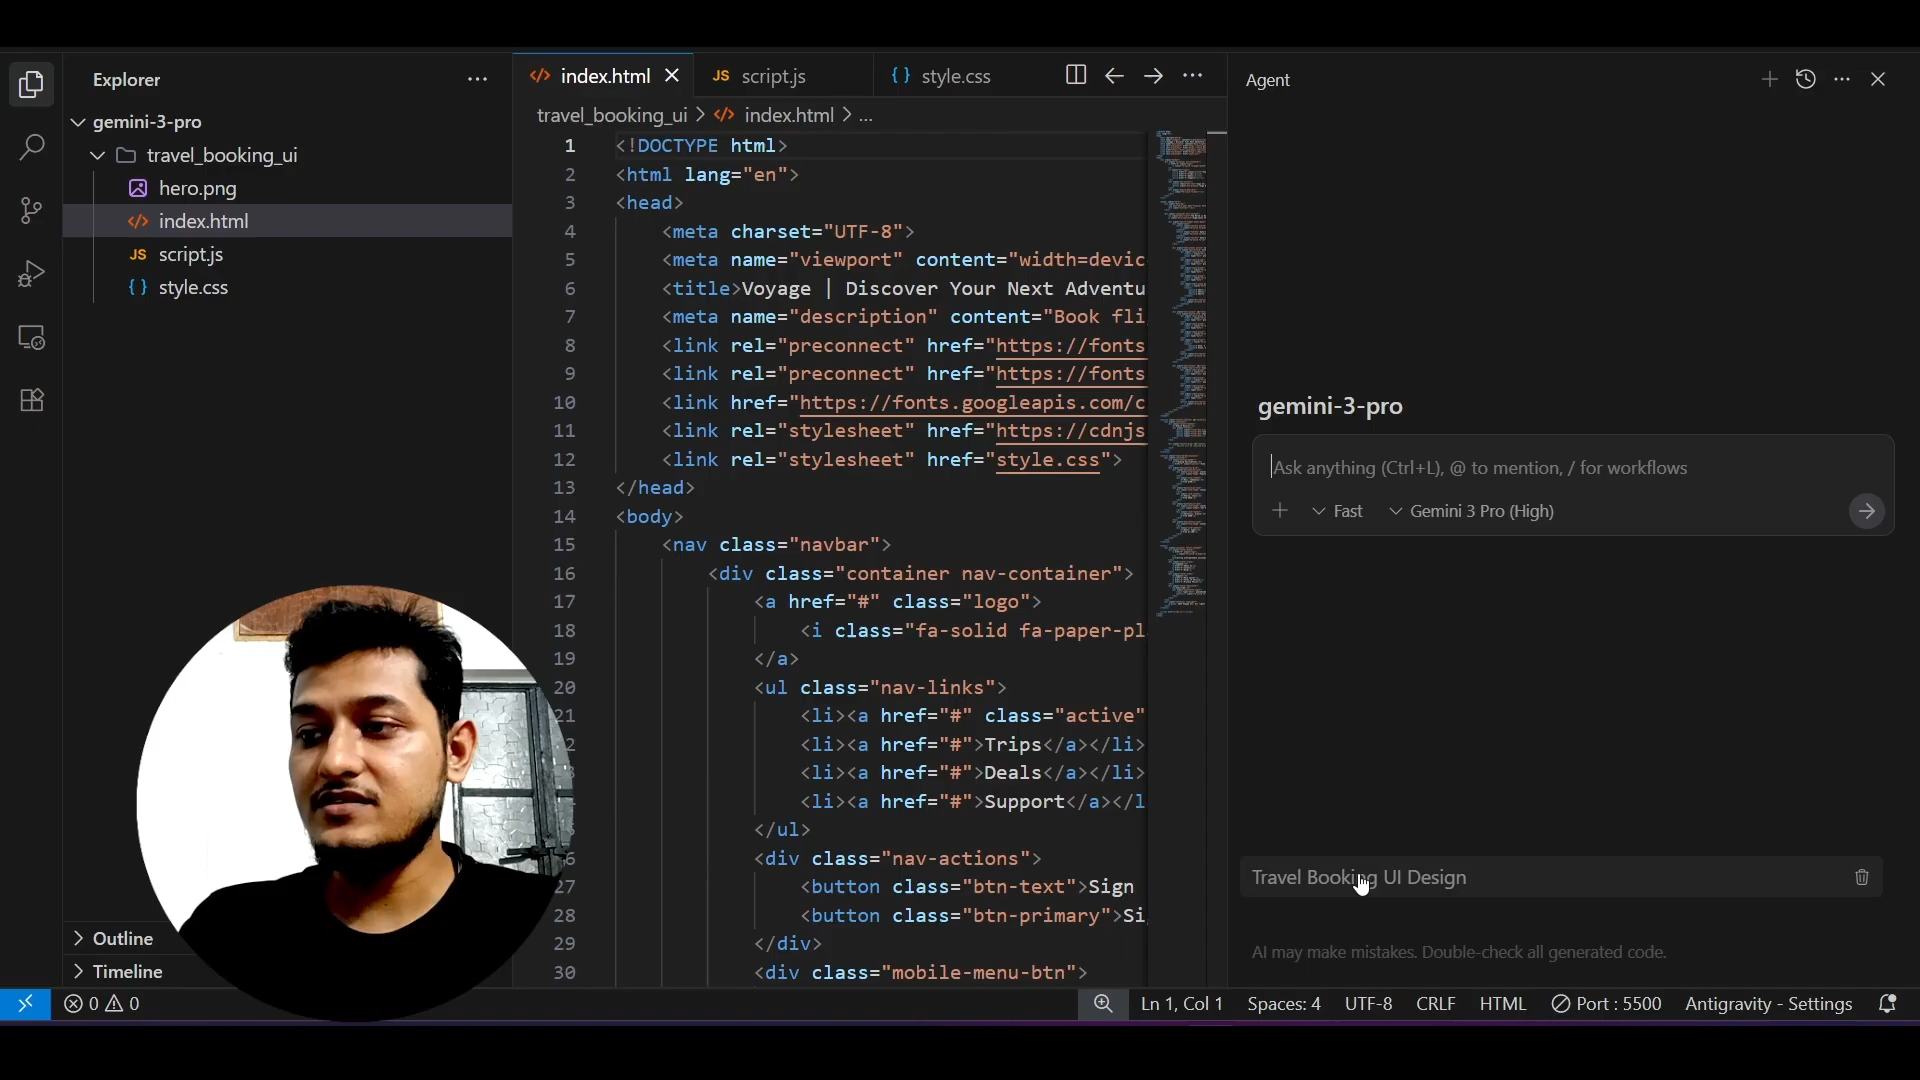 Explorer
gemini-3-pro
travel_booking_ui
hero.png
index.html
JS script.js
{ } style.css
Outline
Timeline
index.html
JS script.js
{ } style.css
travel_booking_ui > index.html > ...
1 <!DOCTYPE html>
2 <html lang="en">
3 <head>
4 <meta charset="UTF-8">
5 <meta name="viewport" content="width=devic
6 <title>Voyage | Discover Your Next Adventu
7 <meta name="description" content="Book fli
8 <link rel="preconnect" href="https://fonts
9 <link rel="preconnect" href="https://fonts
10 <link href="https://fonts.googleapis.com/c
11 <link rel="stylesheet" href="https://cdnjs
12 <link rel="stylesheet" href="style.css">
13 </head>
14 <body>
15 <nav class="navbar">
16 <div class="container nav-container">
17 <a href="#" class="logo">
18 <i class="fa-solid fa-paper-pl
19 </a>
20 <ul class="nav-links">
21 <li><a href="#" class="active"
2 <li><a href="#">Trips</a></li>
<li><a href="#">Deals</a></li>
<li><a href="#">Support</a></l
</ul>
6 <div class="nav-actions">
27 <button class="btn-text">Sign
28 <button class="btn-primary">Si
29 </div>
30 <div class="mobile-menu-btn">
Agent
gemini-3-pro
Ask anything (Ctrl+L), @ to mention, / for workflows
Fast
Gemini 3 Pro (High)
Travel Booking UI Design
AI may make mistakes. Double-check all generated code.
0 0
Ln 1, Col 1
Spaces: 4
UTF-8
CRLF
HTML
Port : 5500
Antigravity - Settings